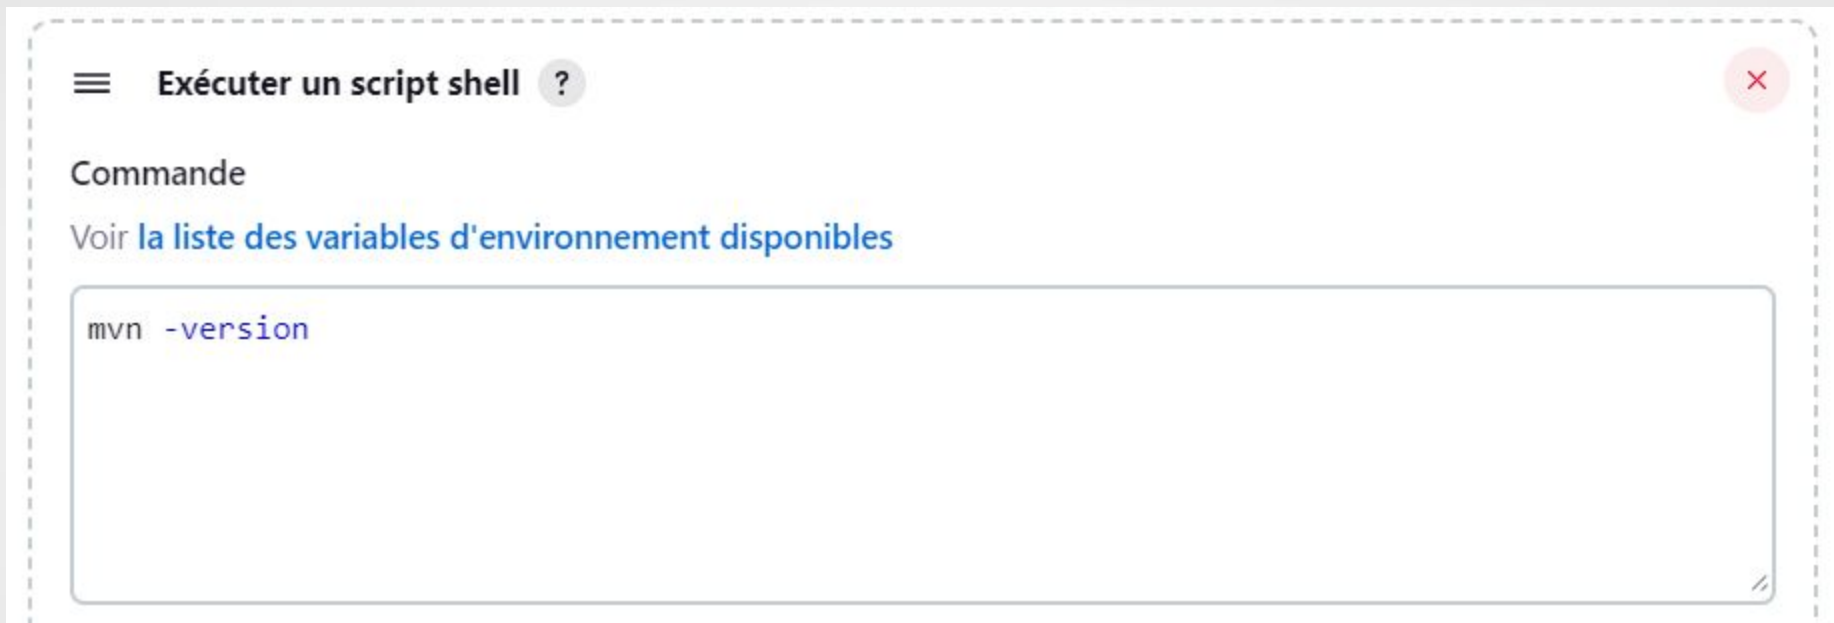 Exécuter un script shell ?
Commande
Voir la liste des variables d'environnement disponibles
mvn -version